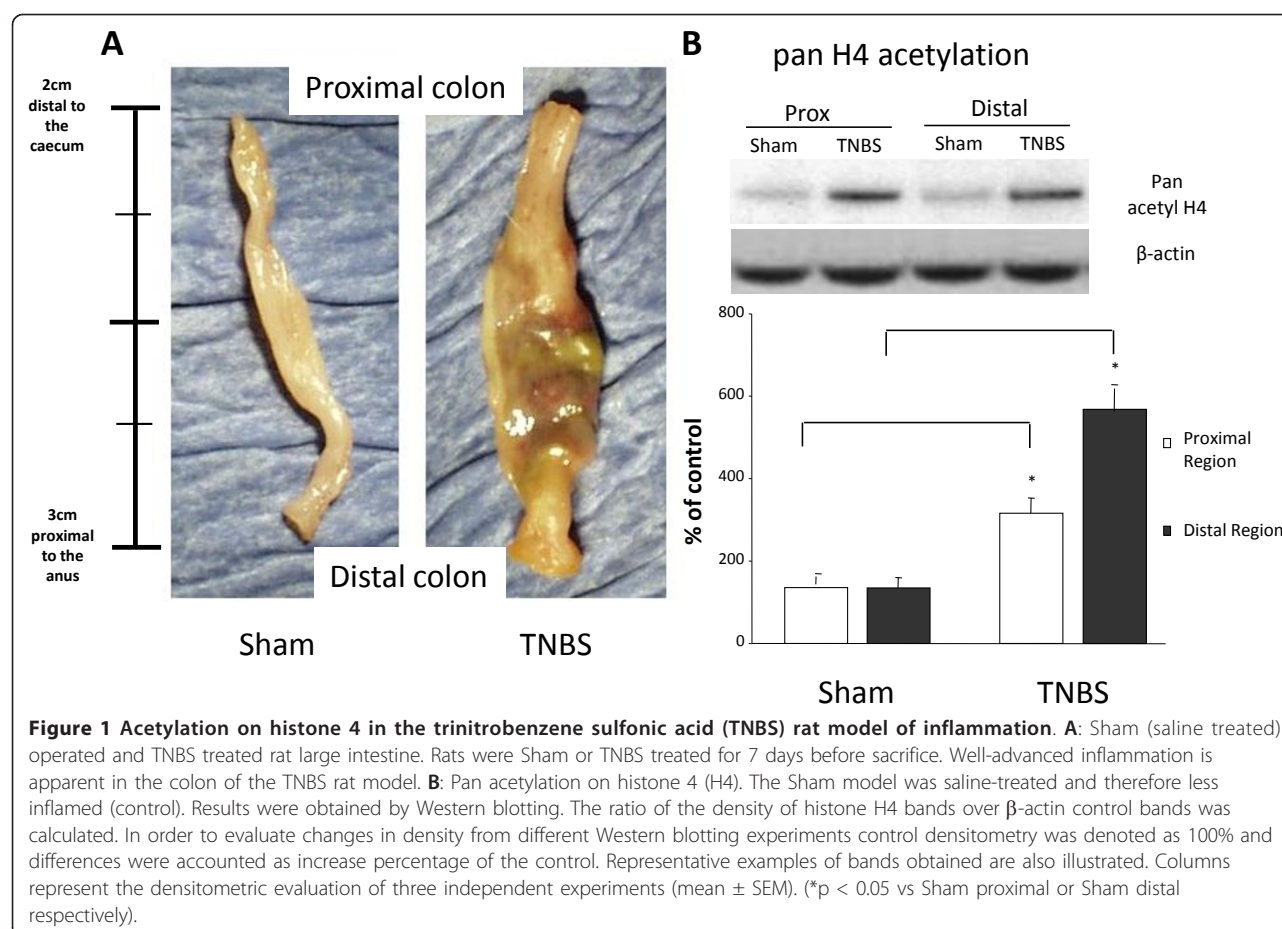 A
2cm
distal to
the
caecum
3cm
proximal
to the
anus
Proximal colon
Distal colon
Sham
TNBS
B
pan H4 acetylation
Prox
Distal
Sham
TNBS
Sham
TNBS
Pan
acetyl H4
β-actin
800
600
400
200
0
% of control
*
*
Proximal
Region
Distal Region
Sham
TNBS
Figure 1 Acetylation on histone 4 in the trinitrobenzene sulfonic acid (TNBS) rat model of inflammation. A: Sham (saline treated)
operated and TNBS treated rat large intestine. Rats were Sham or TNBS treated for 7 days before sacrifice. Well-advanced inflammation is
apparent in the colon of the TNBS rat model. B: Pan acetylation on histone 4 (H4). The Sham model was saline-treated and therefore less
inflamed (control). Results were obtained by Western blotting. The ratio of the density of histone H4 bands over β-actin control bands was
calculated. In order to evaluate changes in density from different Western blotting experiments control densitometry was denoted as 100% and
differences were accounted as increase percentage of the control. Representative examples of bands obtained are also illustrated. Columns
represent the densitometric evaluation of three independent experiments (mean ± SEM). (*p < 0.05 vs Sham proximal or Sham distal
respectively).